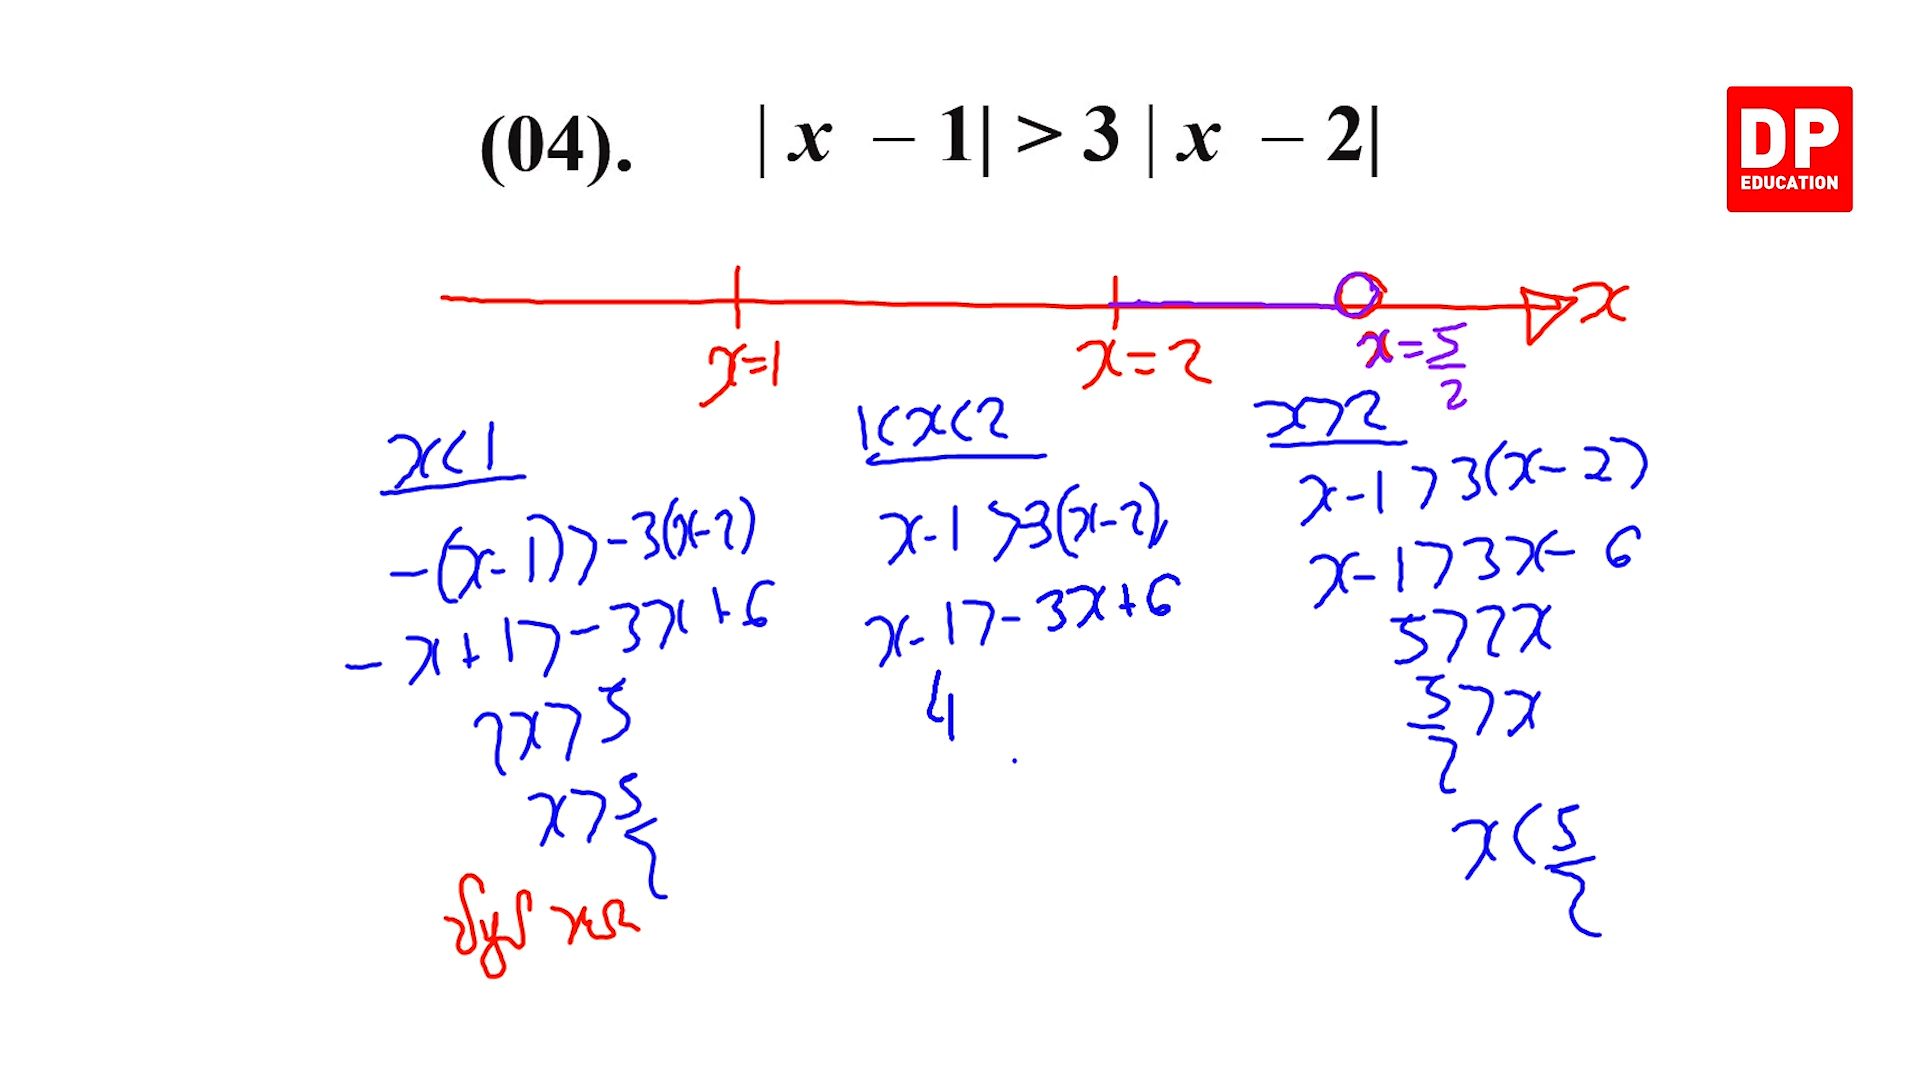 (04). | x − 1| > 3 | x − 2|
DP
EDUCATION
x
x=1
x=2
x=5/2
x<1
-(x-1)>-3(x-2)
-x+1>-3x+6
2x>5
x>5/2
1<x<2
x-1>-3(x-2)
x-1>-3x+6
4
x>2
x-1>3(x-2)
x-1>3x-6
5>2x
5/2>x
x<5/2